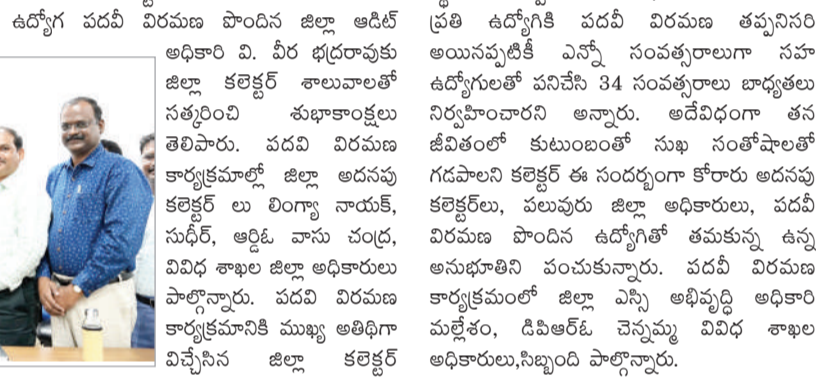 ఉద్యోగ పదవీ విరమణ పొందిన జిల్లా ఆడిట్
అధికారి వి. వీర భద్రరావుకు
జిల్లా కలెక్టర్ శాలువాలతో
సత్కరించి శుభాకాంక్షలు
తెలిపారు. పదవి విరమణ
కార్యక్రమాల్లో జిల్లా అదనపు
కలెక్టర్ లు లింగ్యా నాయక్,
సుధీర్, ఆర్డిఓ వాసు చంద్ర,
వివిధ శాఖల జిల్లా అధికారులు
పాల్గొన్నారు. పదవి విరమణ
కార్యక్రమానికి ముఖ్య అతిథిగా
విచ్చేసిన జిల్లా కలెక్టర్
ప్రతి ఉద్యోగికి పదవీ విరమణ తప్పనిసరి
అయినప్పటికీ ఎన్నో సంవత్సరాలుగా సహ
ఉద్యోగులతో పనిచేసి 34 సంవత్సరాలు బాధ్యతలు
నిర్వహించారని అన్నారు. అదేవిధంగా తన
జీవితంలో కుటుంబంతో సుఖ సంతోషాలతో
గడపాలని కలెక్టర్ ఈ సందర్భంగా కోరారు అదనపు
కలెక్టర్‌లు, పలువురు జిల్లా అధికారులు, పదవీ
విరమణ పొందిన ఉద్యోగితో తమకున్న ఉన్న
అనుభూతిని పంచుకున్నారు. పదవీ విరమణ
కార్యక్రమంలో జిల్లా ఎస్సి అభివృద్ధి అధికారి
మల్లేశం, డిపిఆర్ఓ చెన్నమ్మ వివిధ శాఖల
అధికారులు,సిబ్బంది పాల్గొన్నారు.